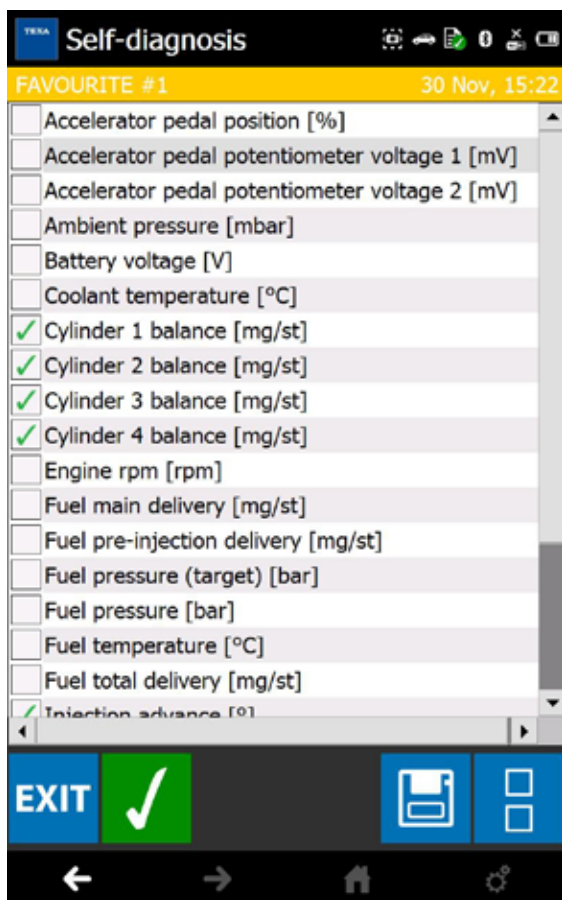 TEXA Self-diagnosis
FAVOURITE #1 30 Nov, 15:22
Accelerator pedal position [%]
Accelerator pedal potentiometer voltage 1 [mV]
Accelerator pedal potentiometer voltage 2 [mV]
Ambient pressure [mbar]
Battery voltage [V]
Coolant temperature [°C]
Cylinder 1 balance [mg/st]
Cylinder 2 balance [mg/st]
Cylinder 3 balance [mg/st]
Cylinder 4 balance [mg/st]
Engine rpm [rpm]
Fuel main delivery [mg/st]
Fuel pre-injection delivery [mg/st]
Fuel pressure (target) [bar]
Fuel pressure [bar]
Fuel temperature [°C]
Fuel total delivery [mg/st]
Injection advance [°]
EXIT